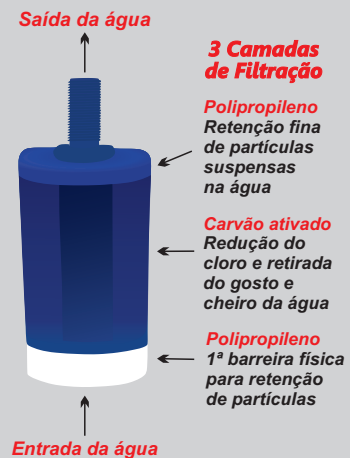 Saída da água
3 Camadas
de Filtração
Polipropileno
Retenção fina
de partículas
suspensas
na água
Carvão ativado
Redução do
cloro e retirada
do gosto e
cheiro da água
Polipropileno
1ª barreira física
para retenção
de partículas
Entrada da água